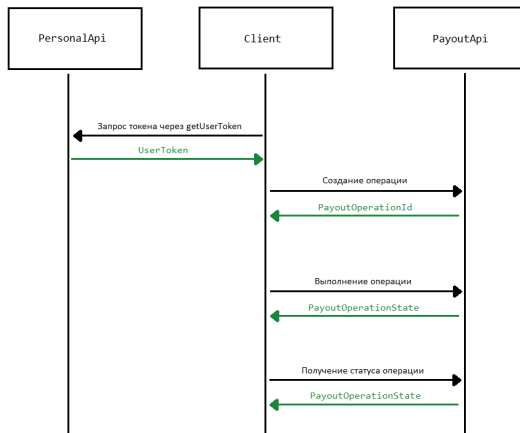 PersonalApi
Client
PayoutApi
Запрос токена через getUserToken
UserToken
Создание операции
PayoutOperationId
Выполнение операции
PayoutOperationState
Получение статуса операции
PayoutOperationState